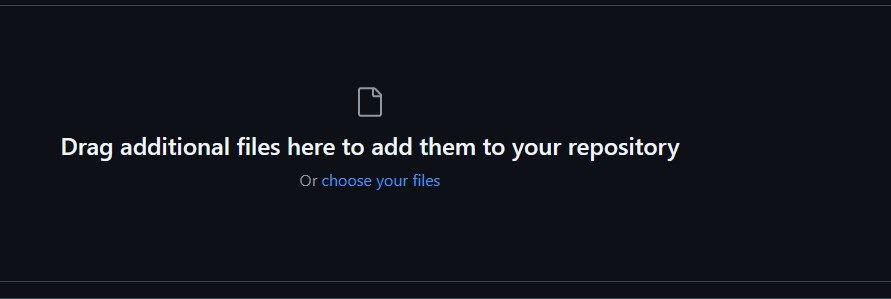 Drag additional files here to add them to your repository
Or choose your files